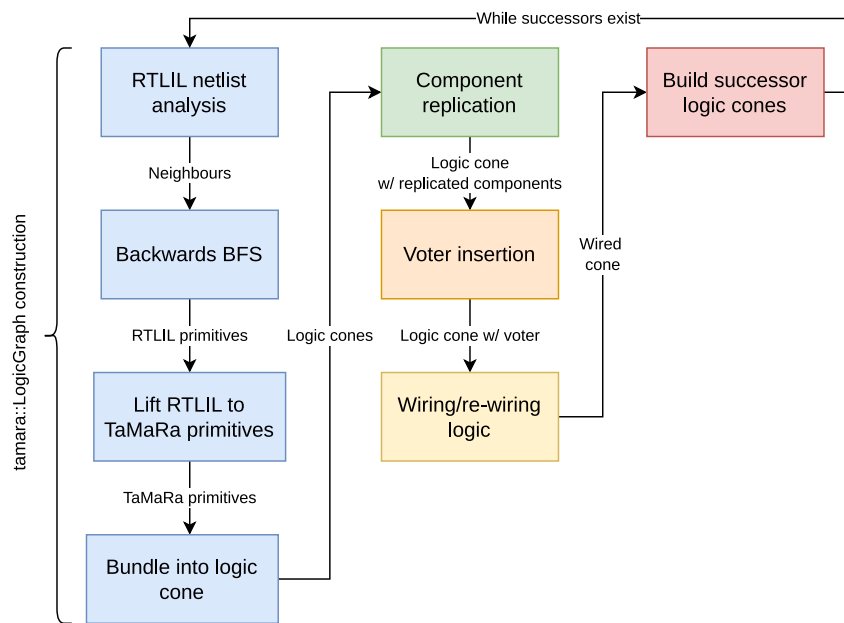 While successors exist
tamara::LogicGraph construction
RTLIL netlist
analysis
Neighbours
Backwards BFS
RTLIL primitives
Lift RTLIL to
TaMaRa primitives
TaMaRa primitives
Bundle into logic
cone
Logic cones
Component
replication
Logic cone
w/ replicated components
Voter insertion
Logic cone w/ voter
Wiring/re-wiring
logic
Wired
cone
Build successor
logic cones